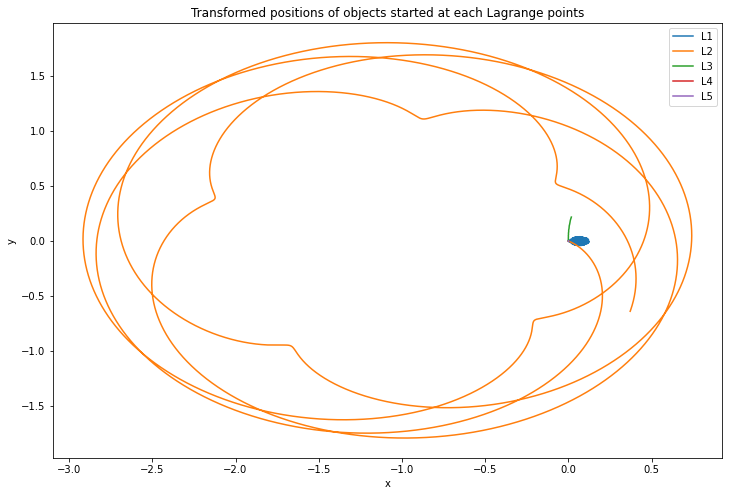 Transformed positions of objects started at each Lagrange points
L1
L2
L3
L4
L5
1.5
1.0
0.5
0.0
−0.5
−1.0
−1.5
y
−3.0 −2.5 −2.0 −1.5 −1.0 −0.5 0.0 0.5
x